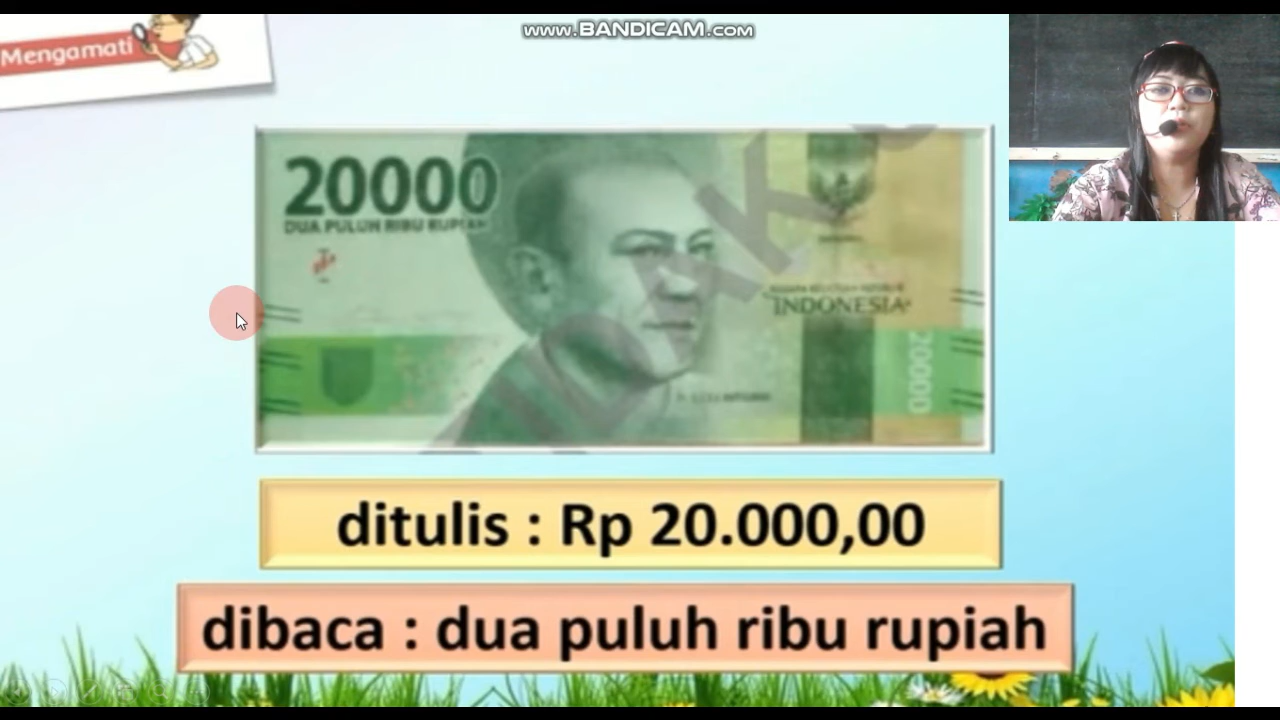 WWW.BANDICAM.COM
Mengamati
20000
DUA PULUH RIBU RUPIAH
INDONESIA
20000
ditulis : Rp 20.000,00
dibaca : dua puluh ribu rupiah